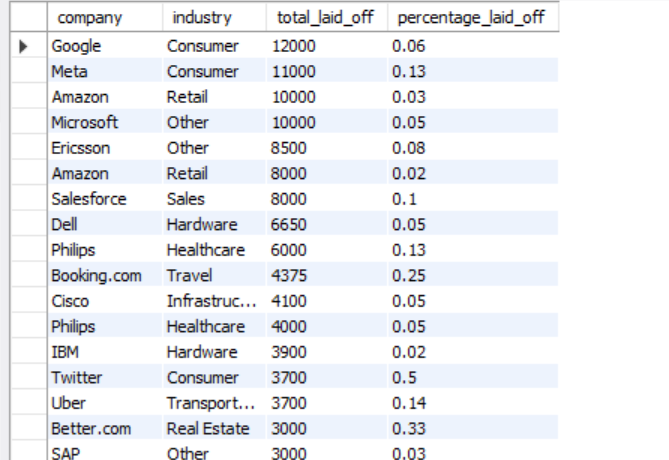 company industry total_laid_off percentage_laid_off
Google Consumer 12000 0.06
Meta Consumer 11000 0.13
Amazon Retail 10000 0.03
Microsoft Other 10000 0.05
Ericsson Other 8500 0.08
Amazon Retail 8000 0.02
Salesforce Sales 8000 0.1
Dell Hardware 6650 0.05
Philips Healthcare 6000 0.13
Booking.com Travel 4375 0.25
Cisco Infrastruc... 4100 0.05
Philips Healthcare 4000 0.05
IBM Hardware 3900 0.02
Twitter Consumer 3700 0.5
Uber Transport... 3700 0.14
Better.com Real Estate 3000 0.33
SAP Other 3000 0.03